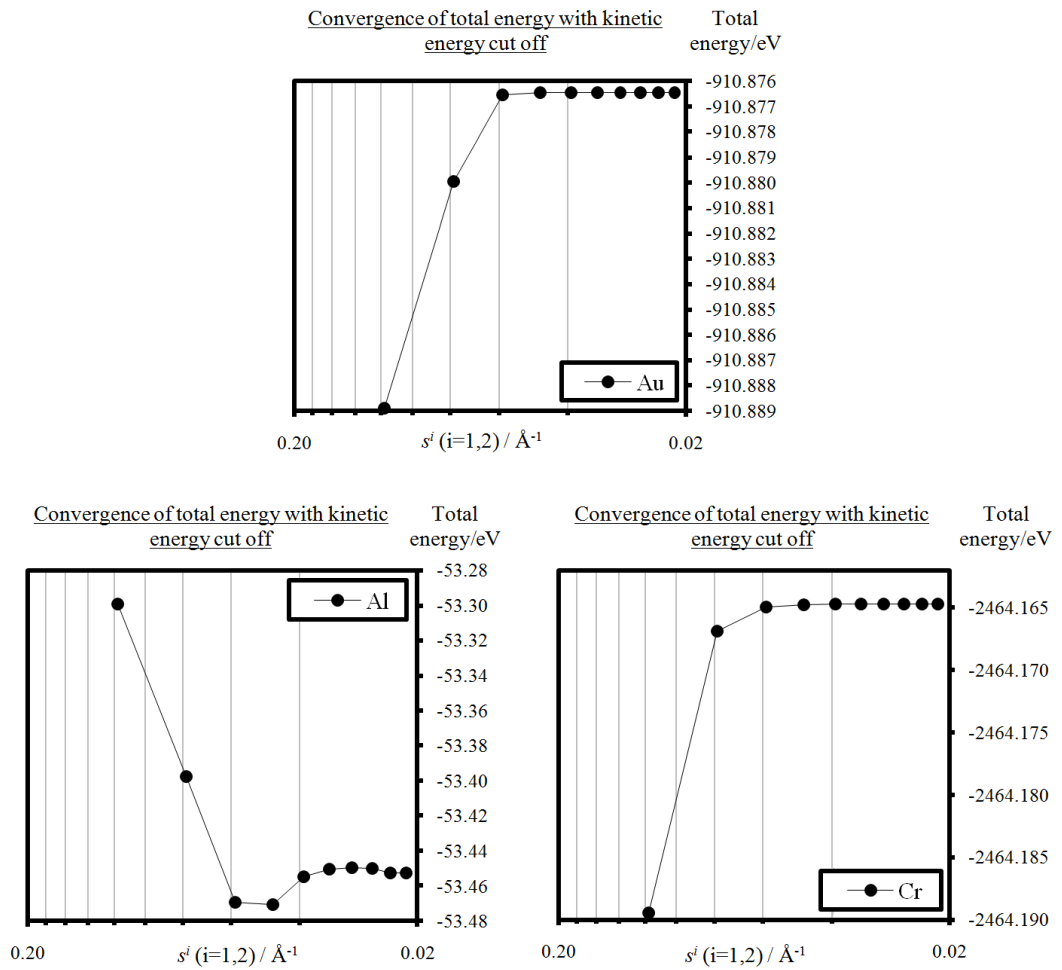 Convergence of total energy with kinetic
energy cut off
Total
energy/eV
-910.876
-910.877
-910.878
-910.879
-910.880
-910.881
-910.882
-910.883
-910.884
-910.885
-910.886
-910.887
-910.888
-910.889
Au
0.20
sⁱ (i=1,2) / Å⁻¹
0.02
Convergence of total energy with kinetic
energy cut off
Total
energy/eV
-53.28
-53.30
-53.32
-53.34
-53.36
-53.38
-53.40
-53.42
-53.44
-53.46
-53.48
Al
0.20
sⁱ (i=1,2) / Å⁻¹
0.02
Convergence of total energy with kinetic
energy cut off
Total
energy/eV
-2464.165
-2464.170
-2464.175
-2464.180
-2464.185
-2464.190
Cr
0.20
sⁱ (i=1,2) / Å⁻¹
0.02